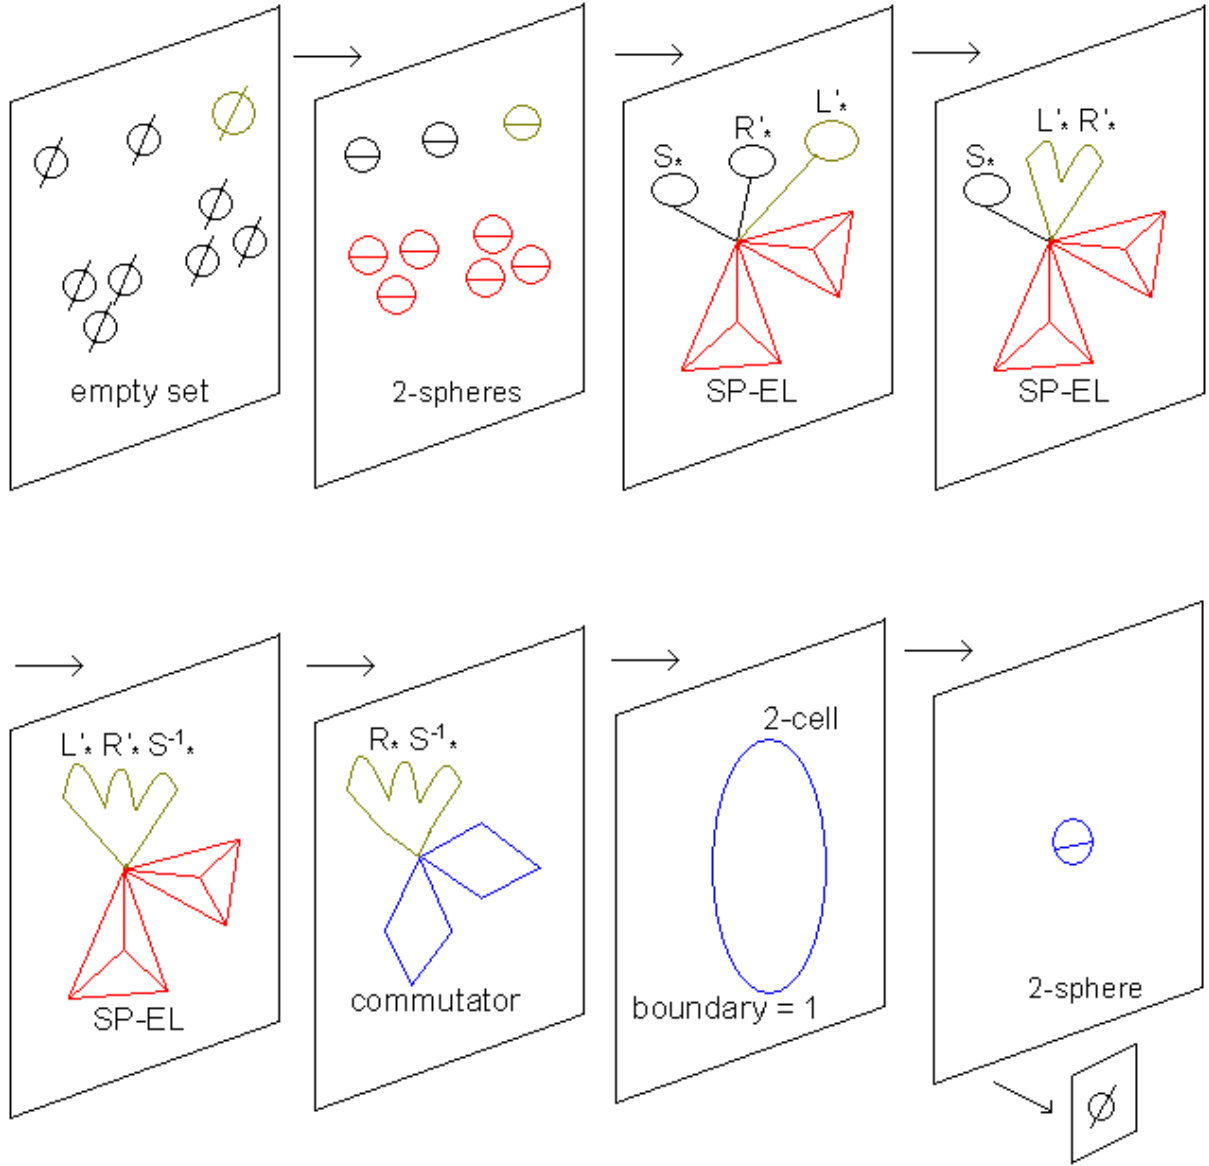 empty set
2-spheres
S* R'* L'*
SP-EL
S* L'* R'*
SP-EL
L'* R'* S⁻¹*
SP-EL
R* S⁻¹*
commutator
2-cell
boundary = 1
2-sphere